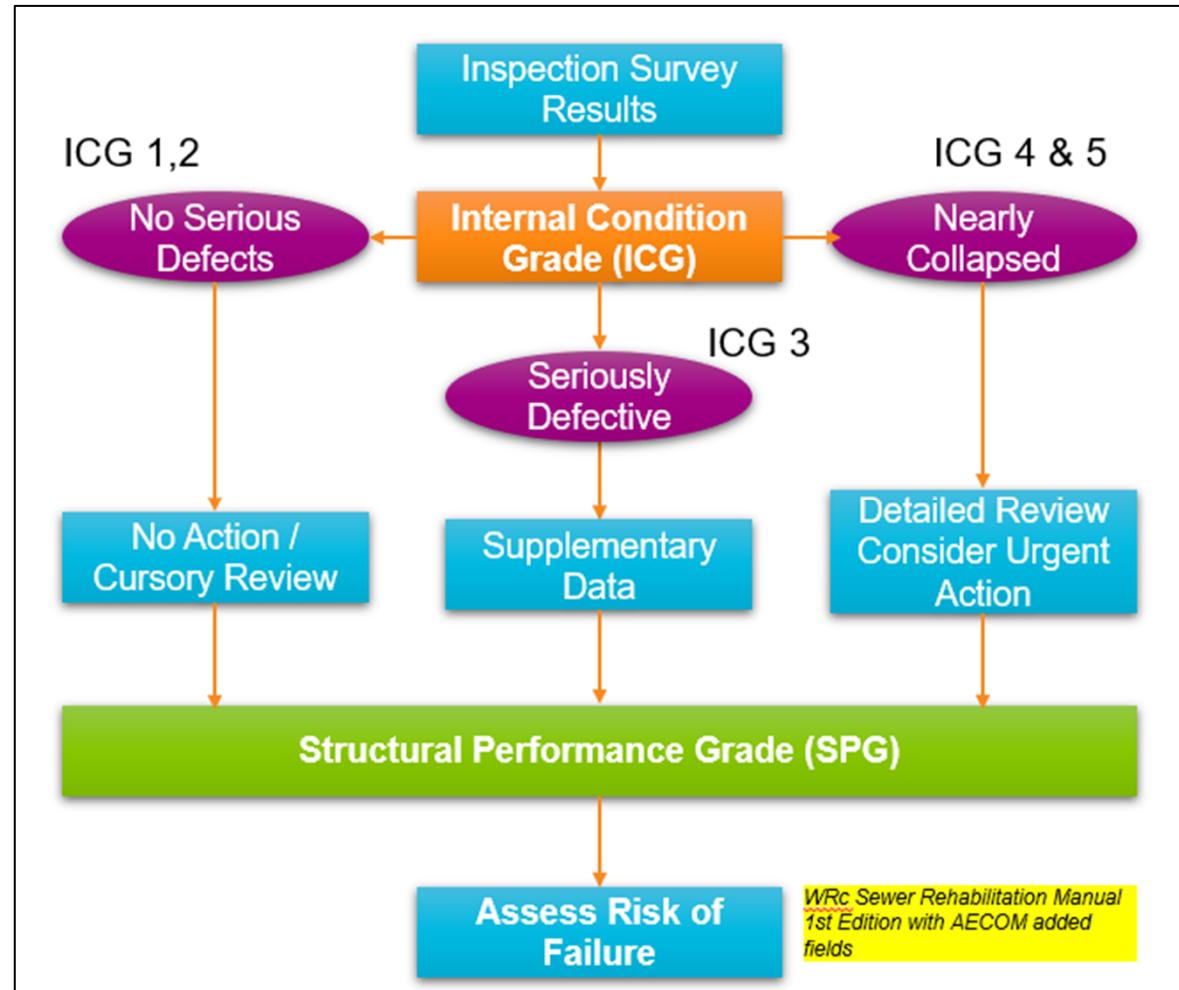 Inspection Survey
Results
ICG 1,2
ICG 4 & 5
No Serious
Defects
Internal Condition
Grade (ICG)
Nearly
Collapsed
ICG 3
Seriously
Defective
No Action /
Cursory Review
Supplementary
Data
Detailed Review
Consider Urgent
Action
Structural Performance Grade (SPG)
Assess Risk of
Failure
WRc Sewer Rehabilitation Manual
1st Edition with AECOM added
fields